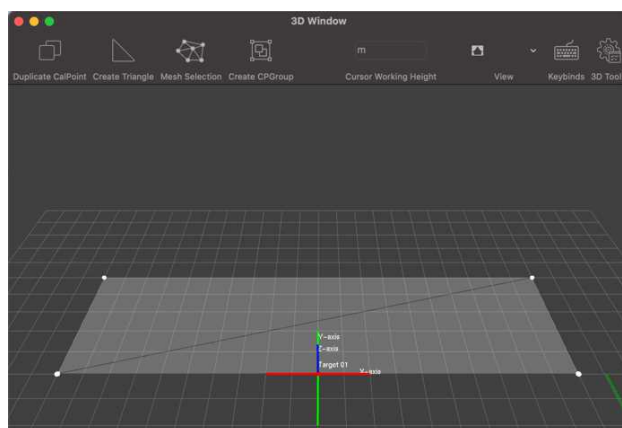 3D Window
m
Duplicate CalPoint Create Triangle Mesh Selection Create CPGroup Cursor Working Height View Keybinds 3D Tool
Y-axis
Z-axis
Target 01
X-axis